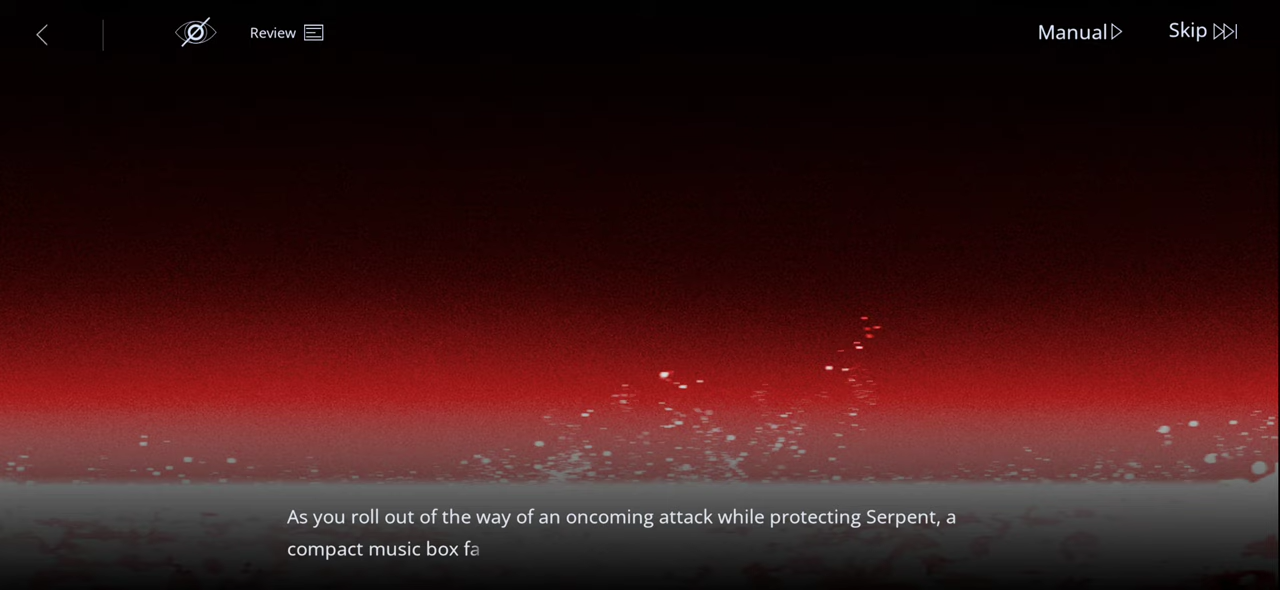 Review
Manual
Skip
As you roll out of the way of an oncoming attack while protecting Serpent, a
compact music box fa